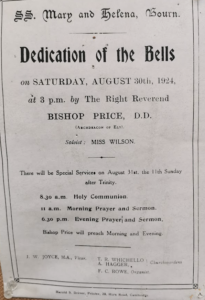 SS. Mary and Helena, Bourn.
Dedication of the Bells
on SATURDAY, AUGUST 30th, 1924,
at 3 p.m. by The Right Reverend
BISHOP PRICE, D.D.
(ARCHDEACON OF ELY)
Soloist: MISS WILSON.
There will be Special Services on August 31st, the 11th Sunday
after Trinity.
8.30 a.m. Holy Communion.
11 a.m. Morning Prayer and Sermon.
6.30 p.m. Evening Prayer and Sermon.
Bishop Price will preach Morning and Evening.
Vicar.
Churchwardens